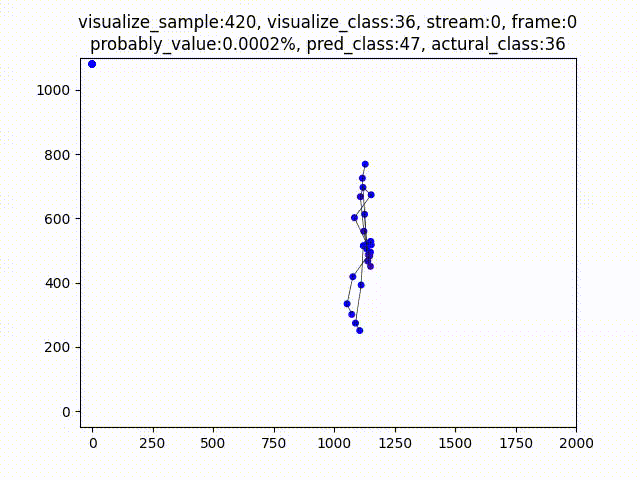 visualize_sample:420, visualize_class:36, stream:0, frame:0
probably_value:0.0002%, pred_class:47, actural_class:36
1000
800
600
400
200
0
0 250 500 750 1000 1250 1500 1750 2000